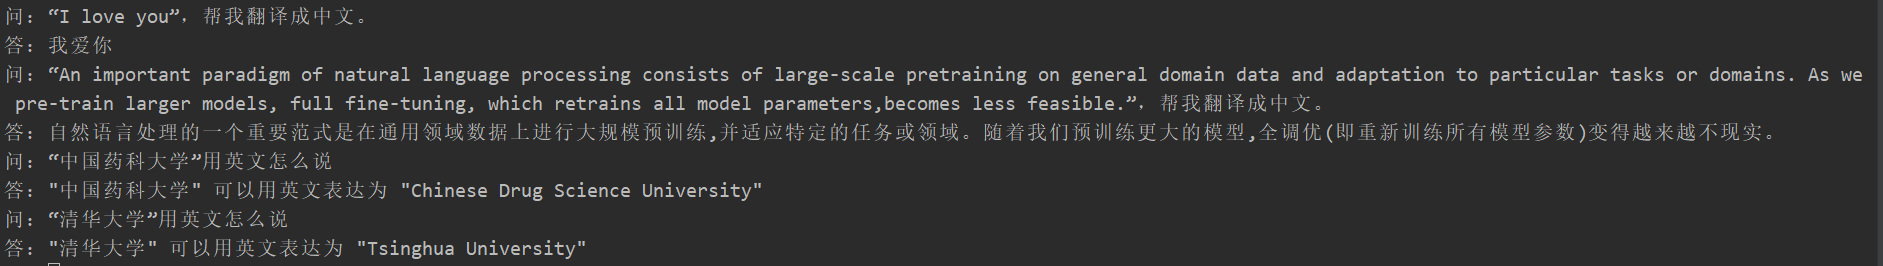 问：“I love you”，帮我翻译成中文。
答：我爱你
问：“An important paradigm of natural language processing consists of large-scale pretraining on general domain data and adaptation to particular tasks or domains. As we
pre-train larger models, full fine-tuning, which retrains all model parameters,becomes less feasible.”，帮我翻译成中文。
答：自然语言处理的一个重要范式是在通用领域数据上进行大规模预训练,并适应特定的任务或领域。随着我们预训练更大的模型,全调优(即重新训练所有模型参数)变得越来越不现实。
问：“中国药科大学”用英文怎么说
答："中国药科大学" 可以用英文表达为 "Chinese Drug Science University"
问：“清华大学”用英文怎么说
答："清华大学" 可以用英文表达为 "Tsinghua University"